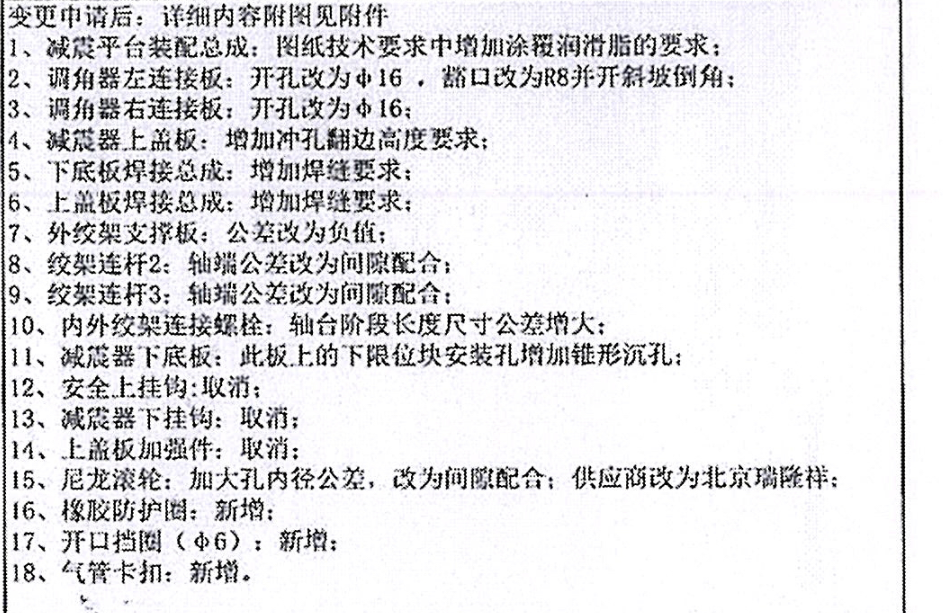 变更申请后：详细内容附图见附件
1、减震平台装配总成：图纸技术要求中增加涂覆润滑脂的要求；
2、调角器左连接板：开孔改为φ16 ，豁口改为R8并开斜坡倒角；
3、调角器右连接板：开孔改为φ16；
4、减震器上盖板：增加冲孔翻边高度要求；
5、下底板焊接总成：增加焊缝要求；
6、上盖板焊接总成：增加焊缝要求；
7、外绞架支撑板：公差改为负值；
8、绞架连杆2：轴端公差改为间隙配合；
9、绞架连杆3：轴端公差改为间隙配合；
10、内外绞架连接螺栓：轴台阶段长度尺寸公差增大；
11、减震器下底板：此板上的下限位块安装孔增加锥形沉孔；
12、安全上挂钩:取消；
13、减震器下挂钩：取消；
14、上盖板加强件：取消；
15、尼龙滚轮：加大孔内径公差，改为间隙配合；供应商改为北京瑞隆祥；
16、橡胶防护圈：新增；
17、开口挡圈（φ6）：新增；
18、气管卡扣：新增。